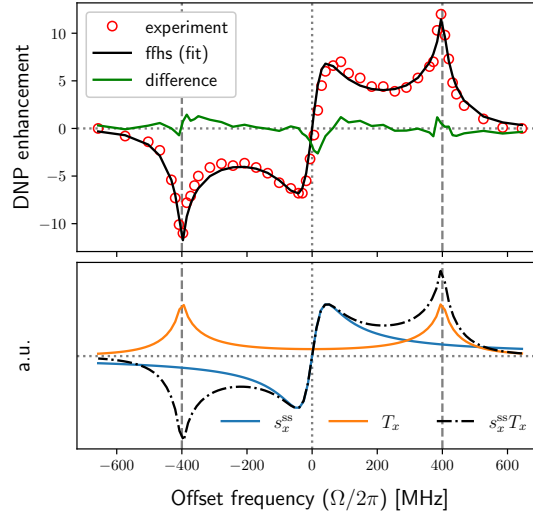 experiment
ffhs (fit)
difference
10
5
0
−5
−10
DNP enhancement
a.u.
s_x^ss T_x s_x^ss T_x
−600 −400 −200 0 200 400 600
Offset frequency (Ω/2π) [MHz]